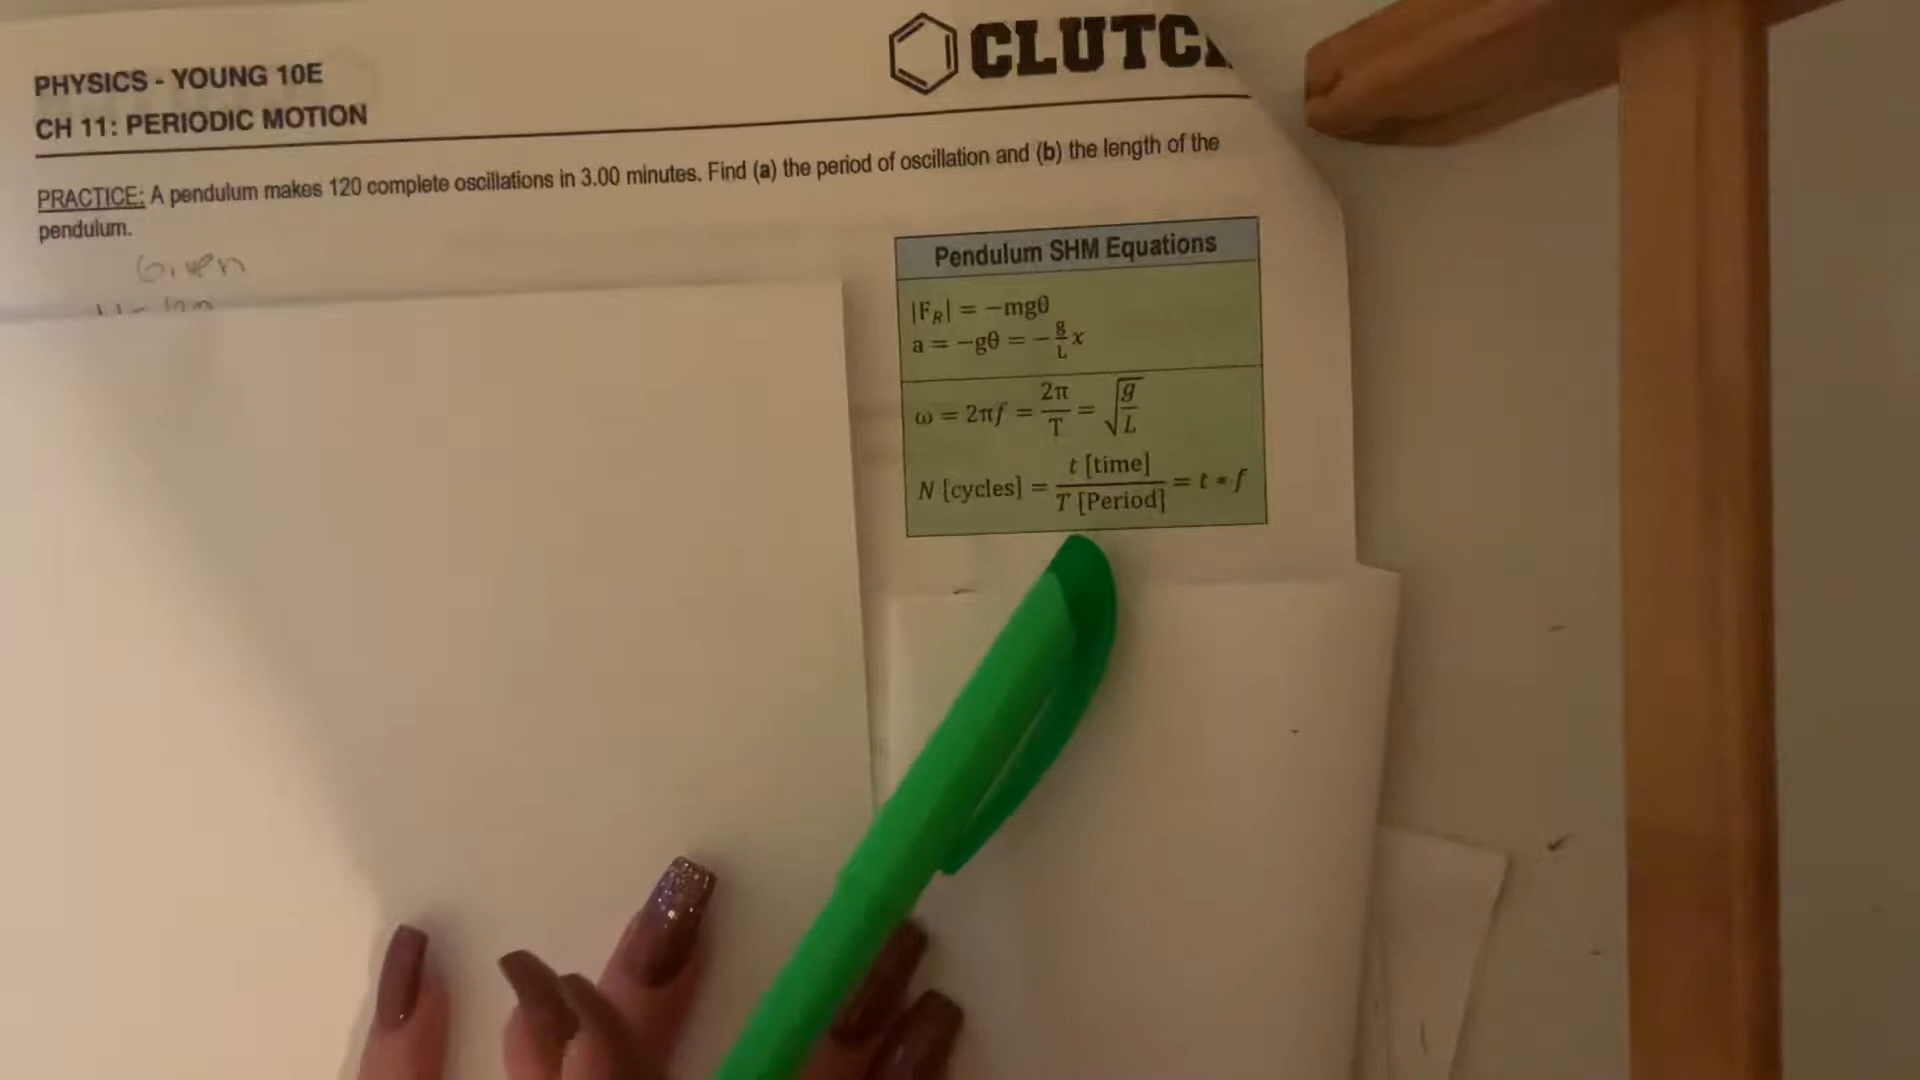 PHYSICS - YOUNG 10E
CLUTC
CH 11: PERIODIC MOTION
PRACTICE: A pendulum makes 120 complete oscillations in 3.00 minutes. Find (a) the period of oscillation and (b) the length of the
pendulum.
Given
Pendulum SHM Equations
|F_R| = −mgθ
a = −gθ = −g/L x
ω = 2πf = 2π/T = √(g/L)
N [cycles] = t [time]/T [Period] = t * f